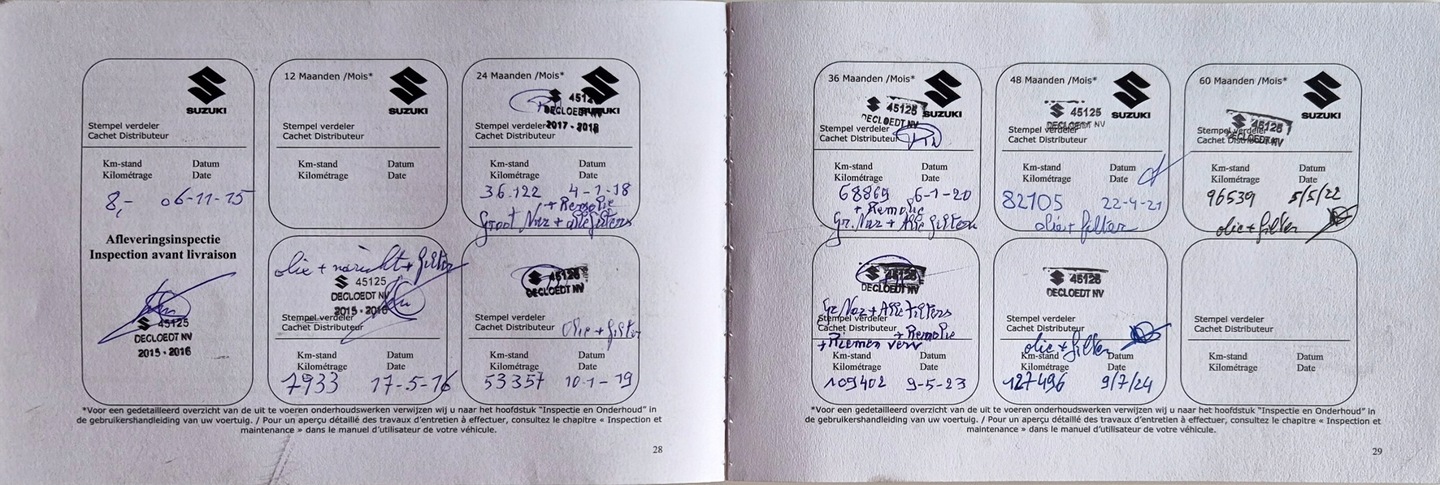 SUZUKI
Stempel verdeler
Cachet Distributeur
Km-stand Datum
Kilométrage Date
8,- 06-11-15
Afleveringsinspectie
Inspection avant livraison
45125
DECLOEDT NV
2015 - 2016
12 Maanden /Mois*
SUZUKI
Stempel verdeler
Cachet Distributeur
Km-stand Datum
Kilométrage Date
24 Maanden /Mois*
45125
SUZUKI
DECLOEDT NV
2017 - 2018
Stempel verdeler
Cachet Distributeur
Km-stand Datum
Kilométrage Date
36.122 4-1-18
+ Remolie
Groot Naz + alle filters
olie + nazicht + filter
45125
DECLOEDT NV
2015 - 2016
Stempel verdeler
Cachet Distributeur
Km-stand Datum
Kilométrage Date
7933 17-5-16
45125
DECLOEDT NV
Stempel verdeler
Cachet Distributeur
olie + filter
Km-stand Datum
Kilométrage Date
53357 10-1-19
*Voor een gedetailleerd overzicht van de uit te voeren onderhoudswerken verwijzen wij u naar het hoofdstuk “Inspectie en Onderhoud” in
de gebruikershandleiding van uw voertuig. / Pour un aperçu détaillé des travaux d’entretien à effectuer, consultez le chapitre « Inspection et
maintenance » dans le manuel d’utilisateur de votre véhicule.
28
36 Maanden /Mois*
45125
SUZUKI
DECLOEDT NV
Stempel verdeler
Cachet Distributeur
Km-stand Datum
Kilométrage Date
68869 6-1-20
+ Remolie
Gr. Naz + Alle filters
48 Maanden /Mois*
45125
SUZUKI
DECLOEDT NV
Stempel verdeler
Cachet Distributeur
Km-stand Datum
Kilométrage Date
82105 22-4-21
olie + filter
60 Maanden /Mois*
SUZUKI
45125
DECLOEDT NV
Stempel verdeler
Cachet Distributeur
Km-stand Datum
Kilométrage Date
96539 5/5/22
olie + filter
45125
DECLOEDT NV
Gr Naz + Alle filters
Stempel verdeler
Cachet Distributeur
+ Remolie
+ Riemen verv
Km-stand Datum
Kilométrage Date
109402 9-5-23
45125
DECLOEDT NV
Stempel verdeler
Cachet Distributeur
olie + filter
Km-stand Datum
Kilométrage Date
127496 9/7/24
Stempel verdeler
Cachet Distributeur
Km-stand Datum
Kilométrage Date
*Voor een gedetailleerd overzicht van de uit te voeren onderhoudswerken verwijzen wij u naar het hoofdstuk “Inspectie en Onderhoud” in
de gebruikershandleiding van uw voertuig. / Pour un aperçu détaillé des travaux d’entretien à effectuer, consultez le chapitre « Inspection et
maintenance » dans le manuel d’utilisateur de votre véhicule.
29